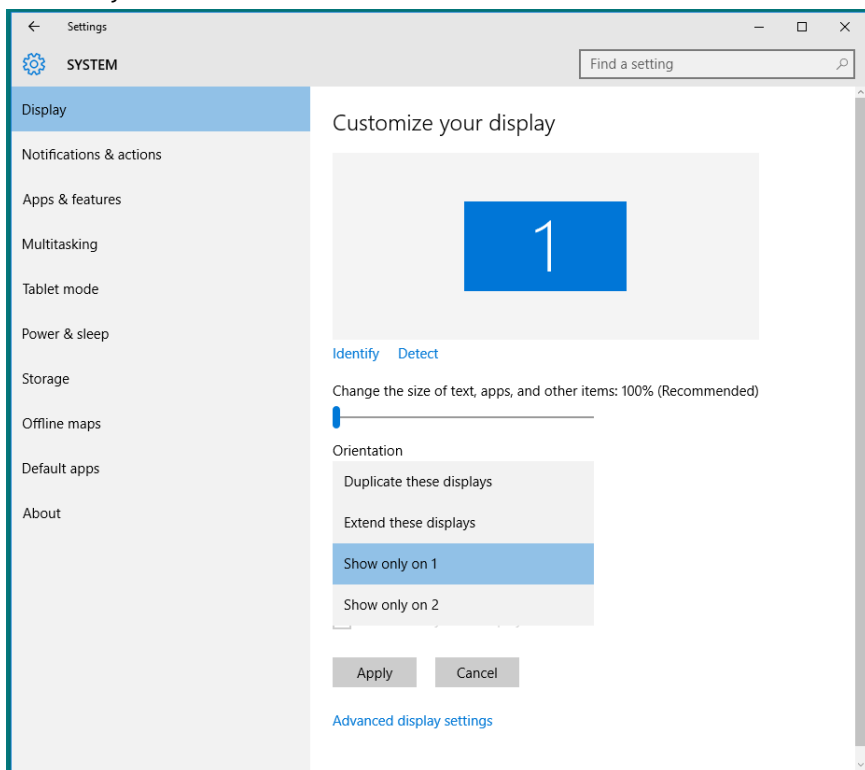 Settings
SYSTEM
Find a setting
Display
Notifications & actions
Apps & features
Multitasking
Tablet mode
Power & sleep
Storage
Offline maps
Default apps
About
Customize your display
1
Identify Detect
Change the size of text, apps, and other items: 100% (Recommended)
Orientation
Duplicate these displays
Extend these displays
Show only on 1
Show only on 2
Apply Cancel
Advanced display settings